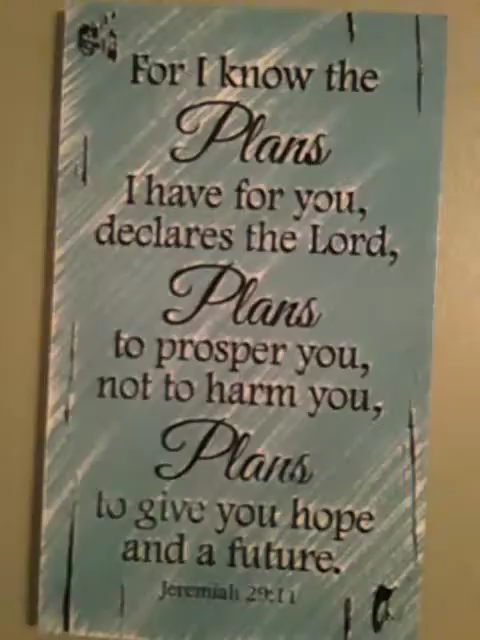 For I know the
Plans
I have for you,
declares the Lord,
Plans
to prosper you,
not to harm you,
Plans
to give you hope
and a future.
Jeremiah 29:11